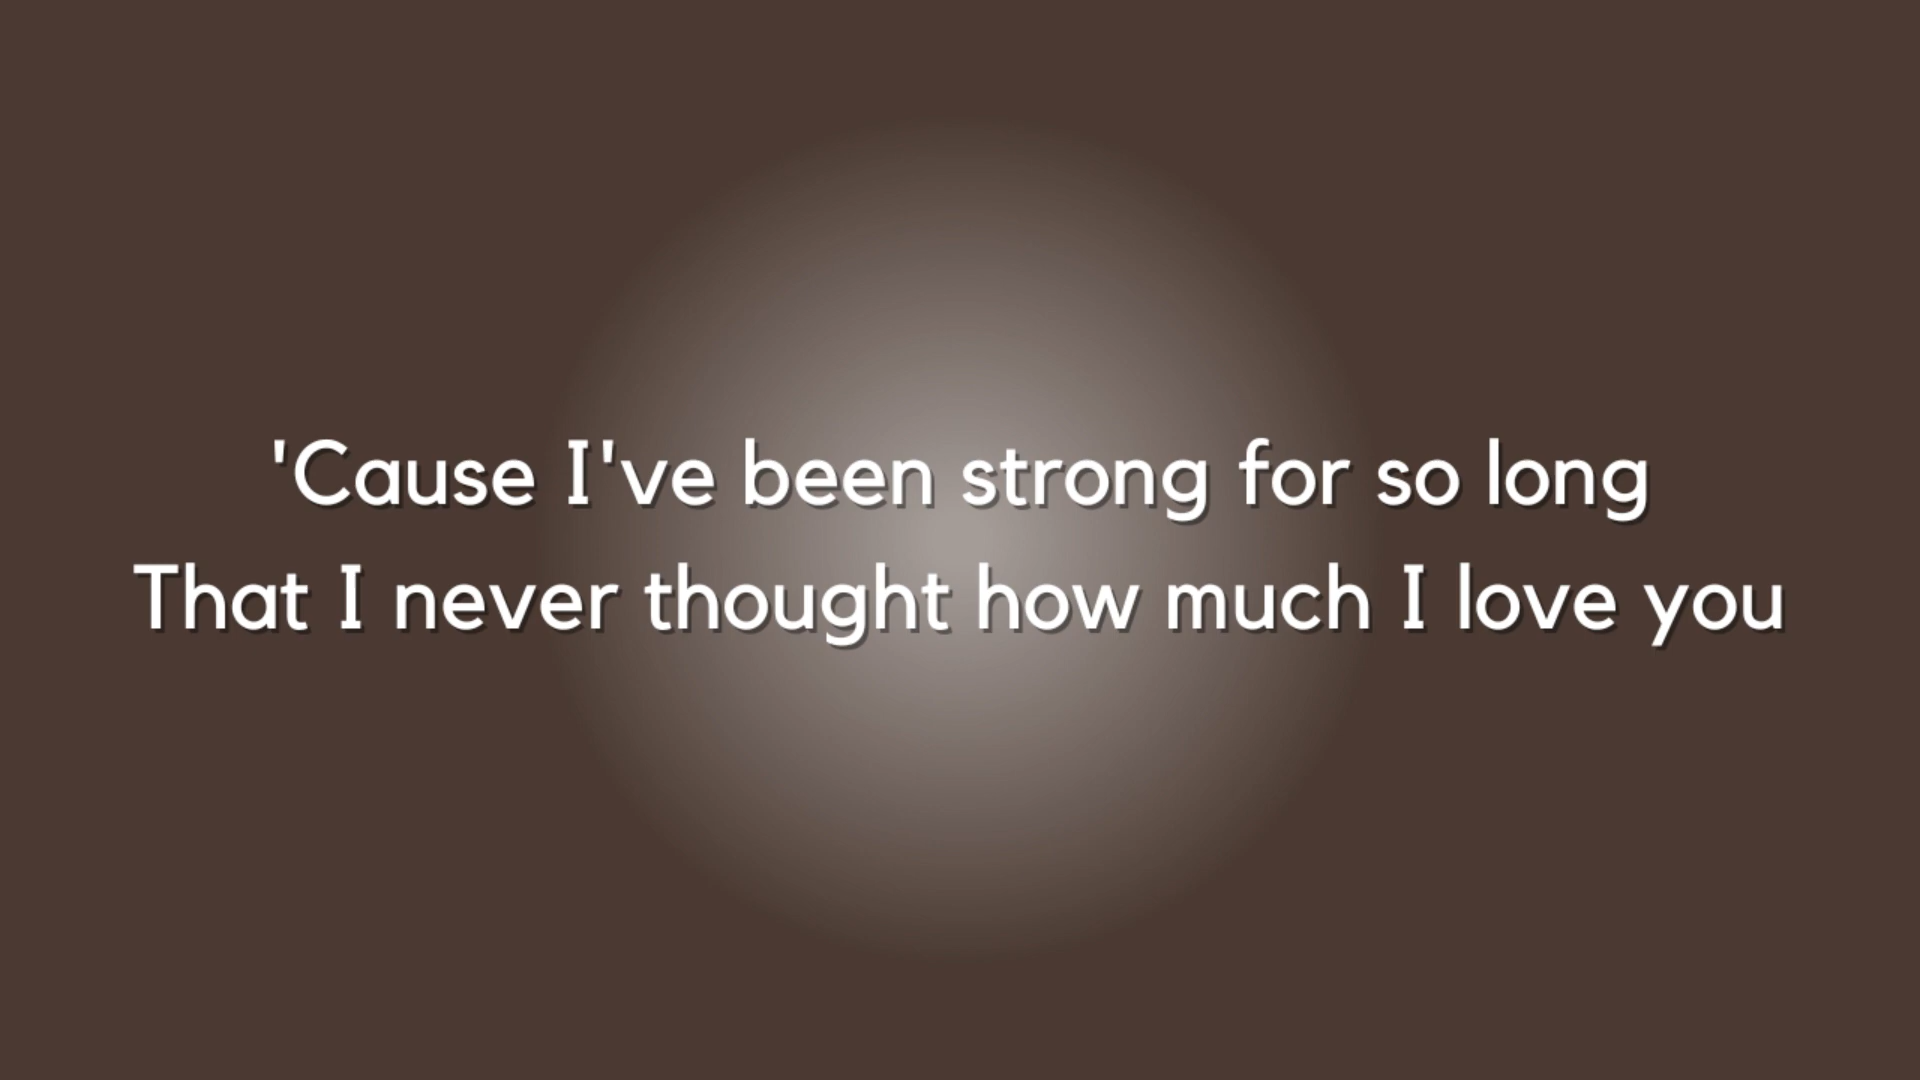 'Cause I've been strong for so long
That I never thought how much I love you